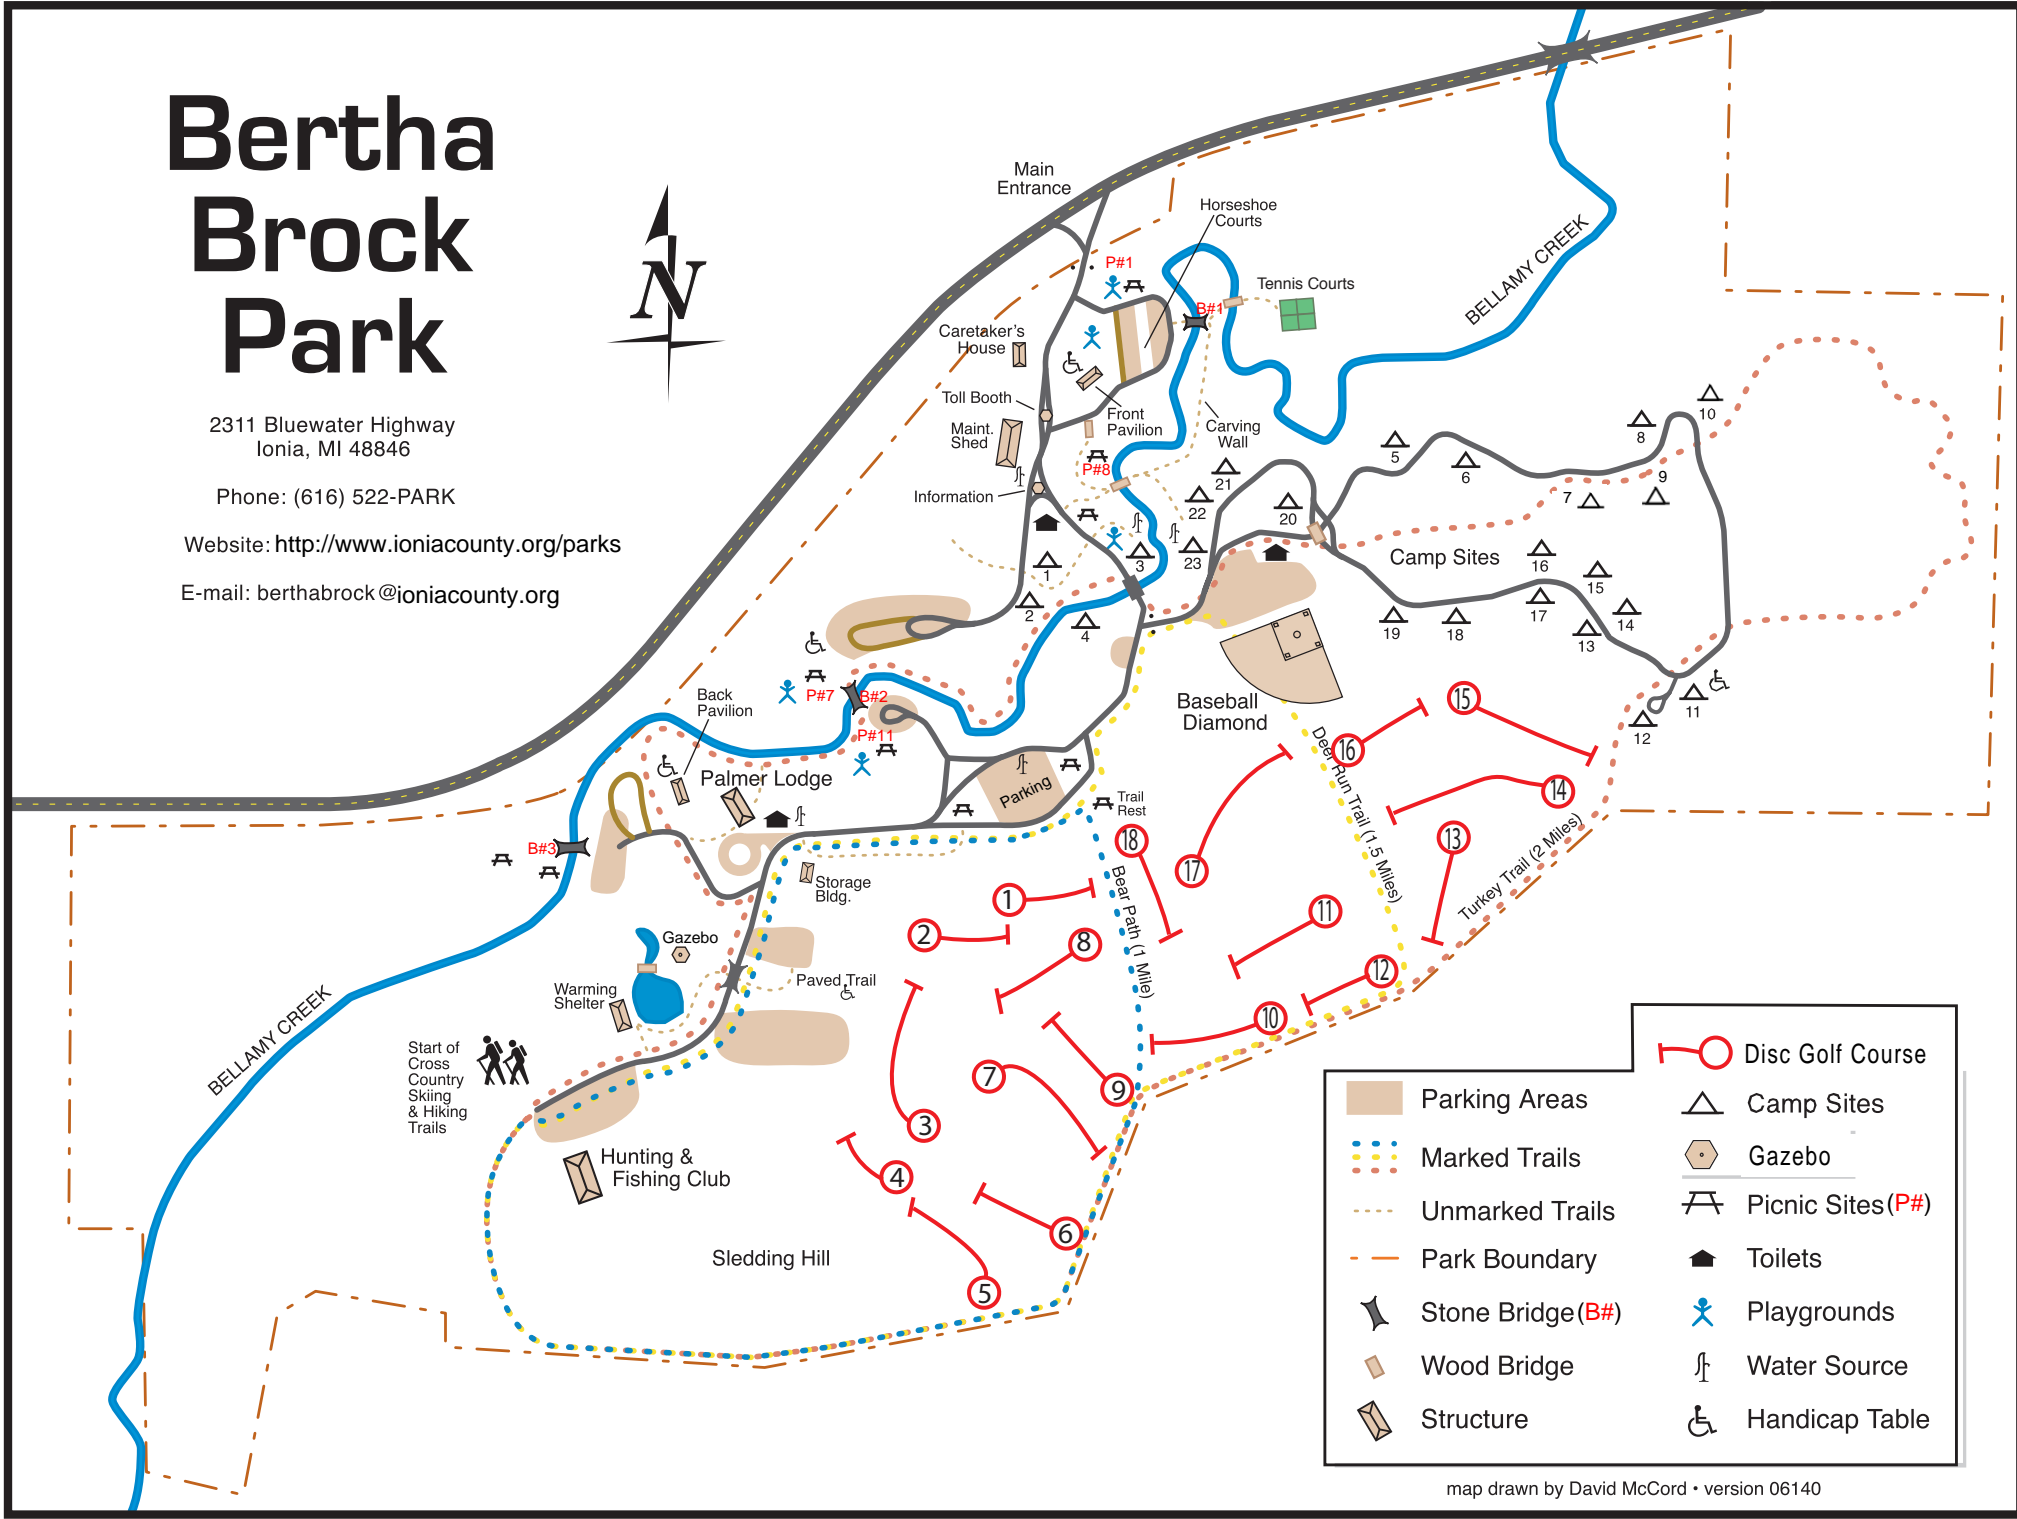 Bertha
Brock
Park
2311 Bluewater Highway
Ionia, MI 48846
Phone: (616) 522-PARK
Website: http://www.ioniacounty.org/parks
E-mail: berthabrock@ioniacounty.org
N
Main
Entrance
Horseshoe
Courts
P#1
Tennis Courts
B#1
BELLAMY CREEK
Caretaker's
House
Toll Booth
Front
Pavilion
Maint.
Shed
Carving
Wall
P#8
Information
10
8
5
6
9
7
21
22
20
23
3
1
2
4
Camp Sites
16
15
17
14
19
18
13
11
12
Baseball
Diamond
Back
Pavilion
P#7
B#2
P#11
Palmer Lodge
Parking
Trail
Rest
B#3
Storage
Bldg.
Gazebo
Warming
Shelter
Paved Trail
BELLAMY CREEK
Start of
Cross
Country
Skiing
& Hiking
Trails
Hunting &
Fishing Club
Sledding Hill
Deer Run Trail (1.5 Miles)
Bear Path (1 Mile)
Turkey Trail (2 Miles)
15
16
14
13
18
17
1
2
8
11
12
10
7
9
3
4
6
5
Disc Golf Course
Parking Areas
Camp Sites
Marked Trails
Gazebo
Unmarked Trails
Picnic Sites (P#)
Park Boundary
Toilets
Stone Bridge (B#)
Playgrounds
Wood Bridge
Water Source
Structure
Handicap Table
map drawn by David McCord • version 06140